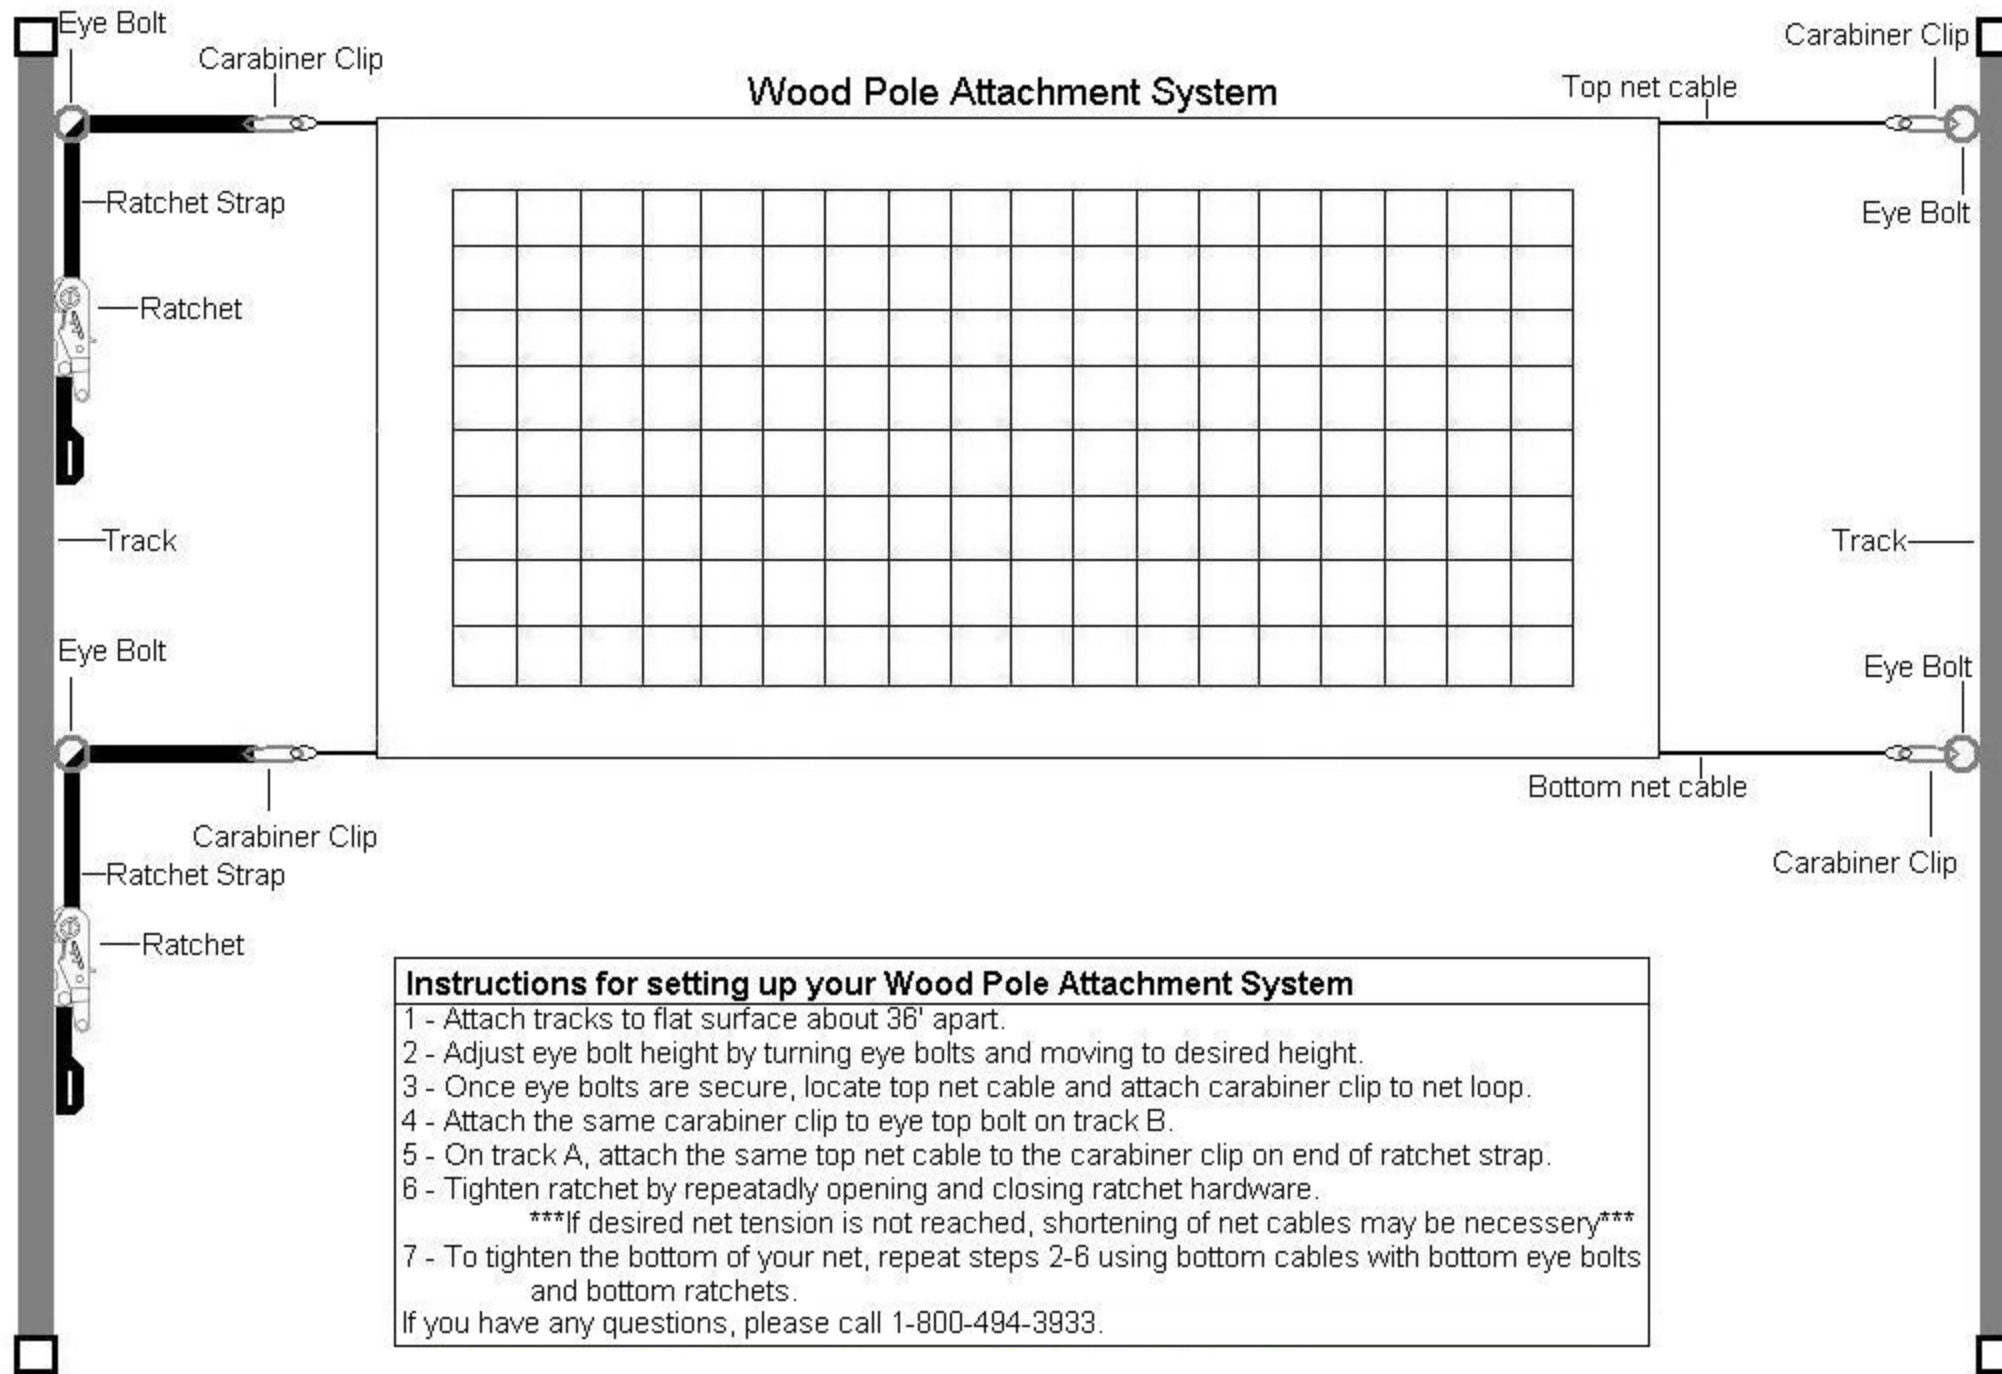 Eye Bolt
Carabiner Clip
Carabiner Clip
Wood Pole Attachment System
Top net cable
Ratchet Strap
Eye Bolt
Ratchet
Track
Track
Eye Bolt
Eye Bolt
Bottom net cable
Carabiner Clip
Carabiner Clip
Ratchet Strap
Ratchet
Instructions for setting up your Wood Pole Attachment System
1 - Attach tracks to flat surface about 36' apart.
2 - Adjust eye bolt height by turning eye bolts and moving to desired height.
3 - Once eye bolts are secure, locate top net cable and attach carabiner clip to net loop.
4 - Attach the same carabiner clip to eye top bolt on track B.
5 - On track A, attach the same top net cable to the carabiner clip on end of ratchet strap.
6 - Tighten ratchet by repeatadly opening and closing ratchet hardware.
***If desired net tension is not reached, shortening of net cables may be necessery***
7 - To tighten the bottom of your net, repeat steps 2-6 using bottom cables with bottom eye bolts
and bottom ratchets.
If you have any questions, please call 1-800-494-3933.